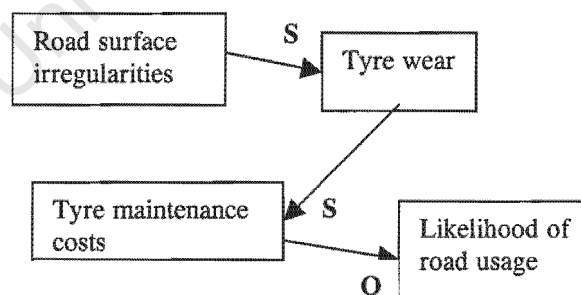 Road surface
irregularities
S
Tyre wear
Tyre maintenance
costs
S
Likelihood of
road usage
O